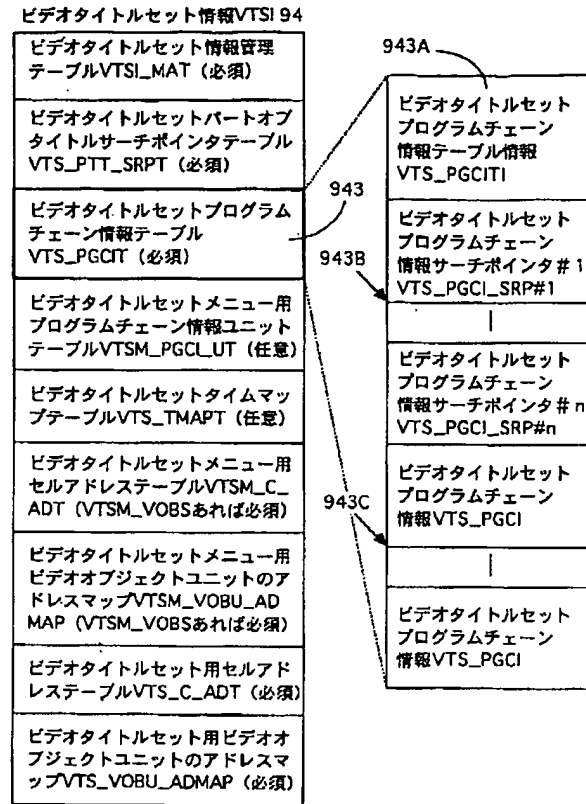 ビデオタイトルセット情報VTSI 94
ビデオタイトルセット情報管理
テーブルVTSI_MAT（必須）
ビデオタイトルセットパートオブ
タイトルサーチポインタテーブル
VTS_PTT_SRPT（必須）
ビデオタイトルセットプログラム
チェーン情報テーブル
VTS_PGCIT（必須）
ビデオタイトルセットメニュー用
プログラムチェーン情報ユニット
テーブルVTSM_PGCI_UT（任意）
ビデオタイトルセットタイムマッ
プテーブルVTS_TMAPT（任意）
ビデオタイトルセットメニュー用
セルアドレステーブルVTSM_C_
ADT（VTSM_VOBSあれば必須）
ビデオタイトルセットメニュー用
ビデオオブジェクトユニットのア
ドレスマップVTSM_VOBU_AD
MAP（VTSM_VOBSあれば必須）
ビデオタイトルセット用セルアド
レステーブルVTS_C_ADT（必須）
ビデオタイトルセット用ビデオオ
ブジェクトユニットのアドレスマ
ップVTS_VOBU_ADMAP（必須）
943
943A
943B
943C
ビデオタイトルセット
プログラムチェーン
情報テーブル情報
VTS_PGCITI
ビデオタイトルセット
プログラムチェーン
情報サーチポインタ＃1
VTS_PGCI_SRP#1
ビデオタイトルセット
プログラムチェーン
情報サーチポインタ＃n
VTS_PGCI_SRP#n
ビデオタイトルセット
プログラムチェーン
情報VTS_PGCI
ビデオタイトルセット
プログラムチェーン
情報VTS_PGCI